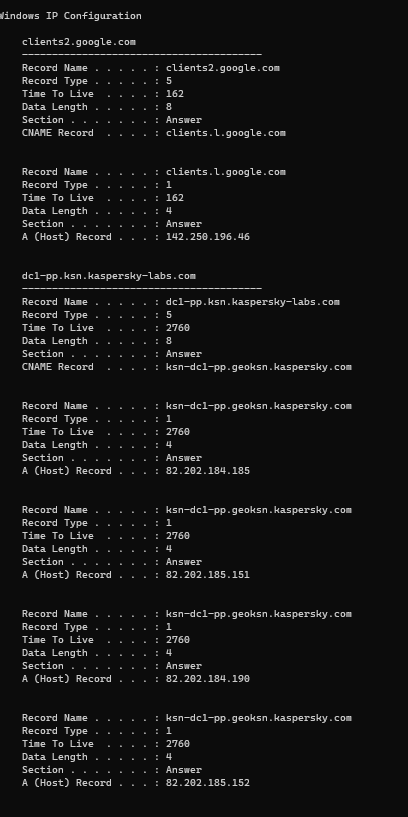 Windows IP Configuration
clients2.google.com
----------------------------------------
Record Name . . . . . : clients2.google.com
Record Type . . . . . : 5
Time To Live  . . . . : 162
Data Length . . . . . : 8
Section . . . . . . . : Answer
CNAME Record  . . . . : clients.l.google.com
Record Name . . . . . : clients.l.google.com
Record Type . . . . . : 1
Time To Live  . . . . : 162
Data Length . . . . . : 4
Section . . . . . . . : Answer
A (Host) Record . . . : 142.250.196.46
dc1-pp.ksn.kaspersky-labs.com
----------------------------------------
Record Name . . . . . : dc1-pp.ksn.kaspersky-labs.com
Record Type . . . . . : 5
Time To Live  . . . . : 2760
Data Length . . . . . : 8
Section . . . . . . . : Answer
CNAME Record  . . . . : ksn-dc1-pp.geoksn.kaspersky.com
Record Name . . . . . : ksn-dc1-pp.geoksn.kaspersky.com
Record Type . . . . . : 1
Time To Live  . . . . : 2760
Data Length . . . . . : 4
Section . . . . . . . : Answer
A (Host) Record . . . : 82.202.184.185
Record Name . . . . . : ksn-dc1-pp.geoksn.kaspersky.com
Record Type . . . . . : 1
Time To Live  . . . . : 2760
Data Length . . . . . : 4
Section . . . . . . . : Answer
A (Host) Record . . . : 82.202.185.151
Record Name . . . . . : ksn-dc1-pp.geoksn.kaspersky.com
Record Type . . . . . : 1
Time To Live  . . . . : 2760
Data Length . . . . . : 4
Section . . . . . . . : Answer
A (Host) Record . . . : 82.202.184.190
Record Name . . . . . : ksn-dc1-pp.geoksn.kaspersky.com
Record Type . . . . . : 1
Time To Live  . . . . : 2760
Data Length . . . . . : 4
Section . . . . . . . : Answer
A (Host) Record . . . : 82.202.185.152